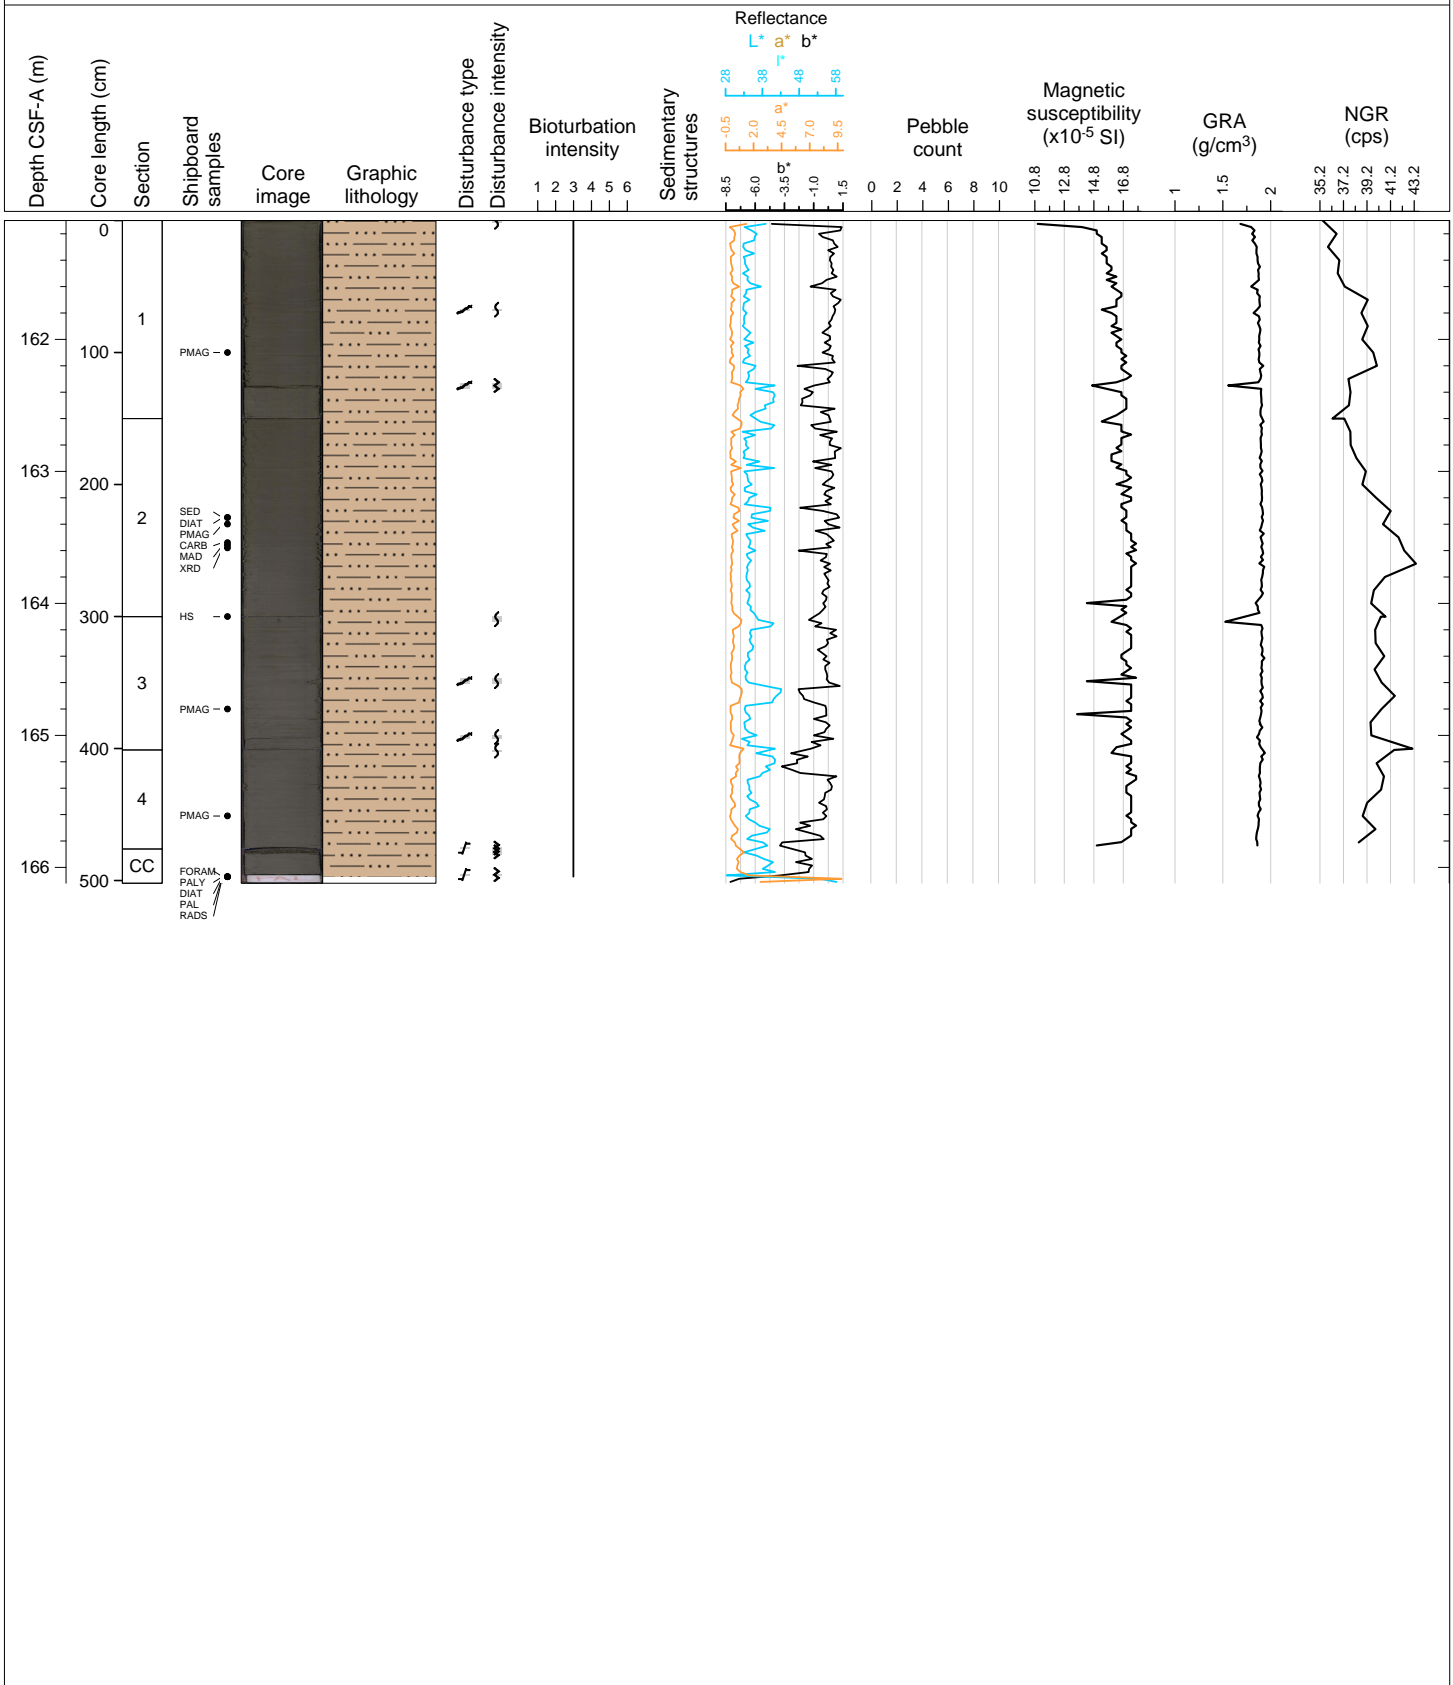 Depth CSF-A (m)
Core length (cm)
Section
Shipboard
samples
Core
image
Graphic
lithology
Disturbance type
Disturbance intensity
Bioturbation
intensity
1 2 3 4 5 6
Sedimentary
structures
Reflectance
L* a* b*
l*
28 38 48 58
a*
-0.5 2.0 4.5 7.0 9.5
b*
-8.5 -6.0 -3.5 -1.0 1.5
Pebble
count
0 2 4 6 8 10
Magnetic
susceptibility
(x10-5 SI)
10.8 12.8 14.8 16.8
GRA
(g/cm3)
1 1.5 2
NGR
(cps)
35.2 37.2 39.2 41.2 43.2
0
1
162
100
PMAG
163
200
2
SED
DIAT
PMAG
CARB
MAD
XRD
164
300
HS
3
PMAG
165
400
4
PMAG
CC
166
500
FORAM
PALY
DIAT
PAL
RADS